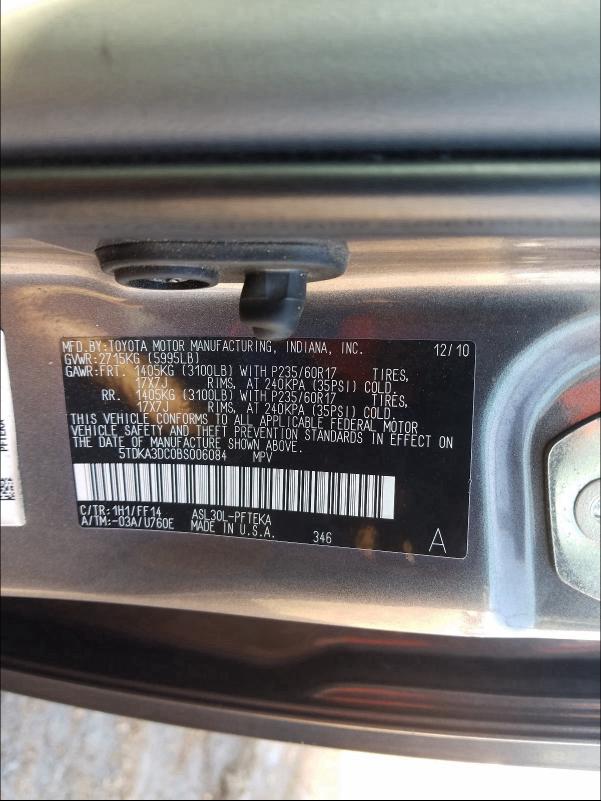 MFD.BY:TOYOTA MOTOR MANUFACTURING, INDIANA, INC. 12/10
GVWR:2715KG (5995LB)
GAWR:FRT. 1405KG (3100LB) WITH P235/60R17 TIRES,
17X7J RIMS, AT 240KPA (35PSI) COLD.
RR. 1405KG (3100LB) WITH P235/60R17 TIRES,
17X7J RIMS, AT 240KPA (35PSI) COLD.
THIS VEHICLE CONFORMS TO ALL APPLICABLE FEDERAL MOTOR
VEHICLE SAFETY AND THEFT PREVENTION STANDARDS IN EFFECT ON
THE DATE OF MANUFACTURE SHOWN ABOVE.
5TDKA3DC0BS006084 MPV
C/TR:1H1/FF14 ASL30L-PFTEKA
A/TM:-03A/U760E MADE IN U.S.A. 346 A
PFTEKA